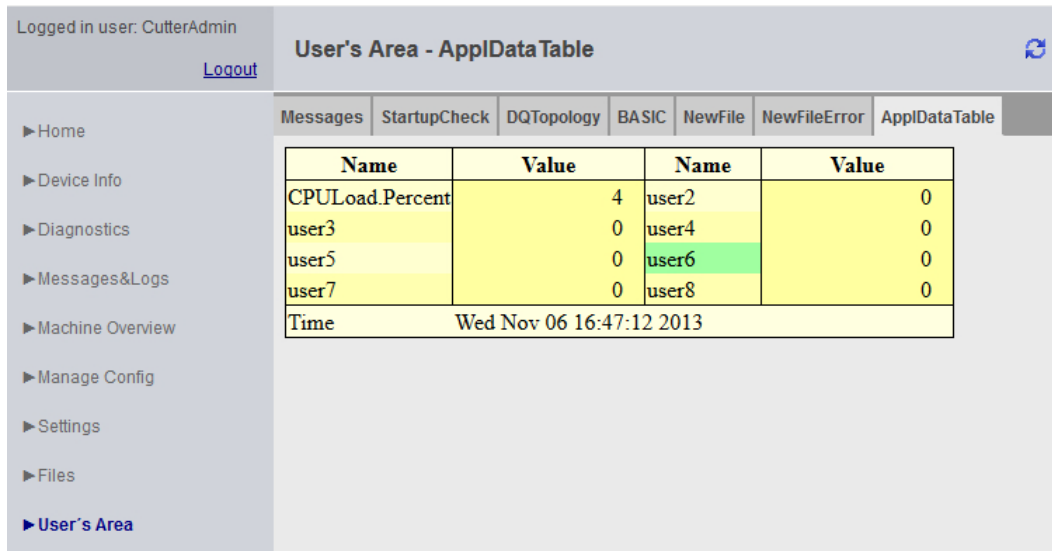 Logged in user: CutterAdmin
Logout
User's Area - ApplDataTable
Messages StartupCheck DQTopology BASIC NewFile NewFileError ApplDataTable
►Home
►Device Info
►Diagnostics
►Messages&Logs
►Machine Overview
►Manage Config
►Settings
►Files
►User´s Area
Name Value Name Value
CPULoad.Percent 4 user2 0
user3 0 user4 0
user5 0 user6 0
user7 0 user8 0
Time Wed Nov 06 16:47:12 2013